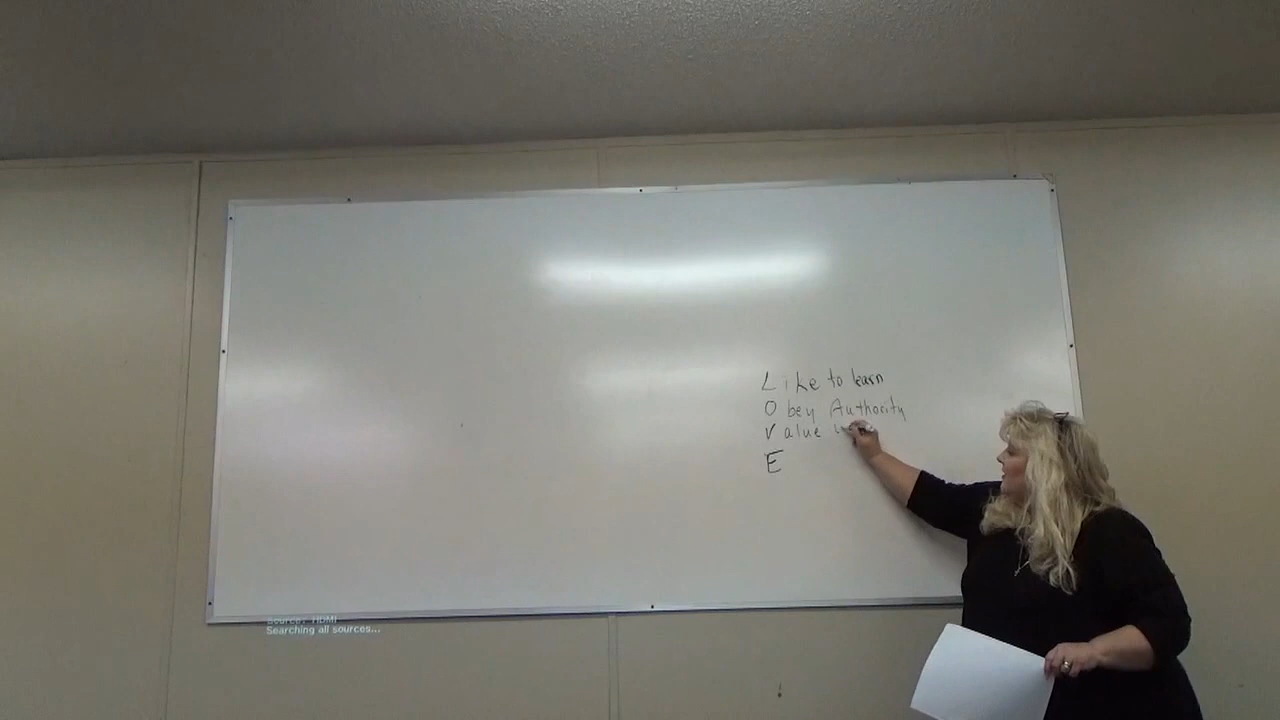 Like to learn
Obey Authority
Value
E
Source: HDMI
Searching all sources...